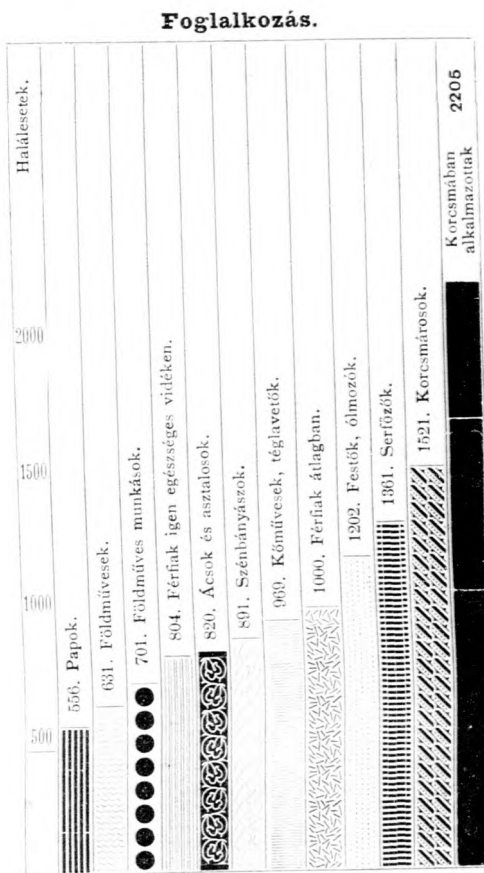 Foglalkozás.
Halálesetek.
2000
1500
1000
500
556. Papok.
631. Földmívesek.
701. Földműves munkások.
804. Férfiak igen egészséges vidéken.
820. Ácsok és asztalosok.
891. Szénbányászok.
969. Kőművesek, téglavetők.
1000. Férfiak átlagban.
1202. Festők, ólmozók.
1361. Serfőzők.
1521. Korcsmárosok.
Korcsmában
alkalmazottak
2205